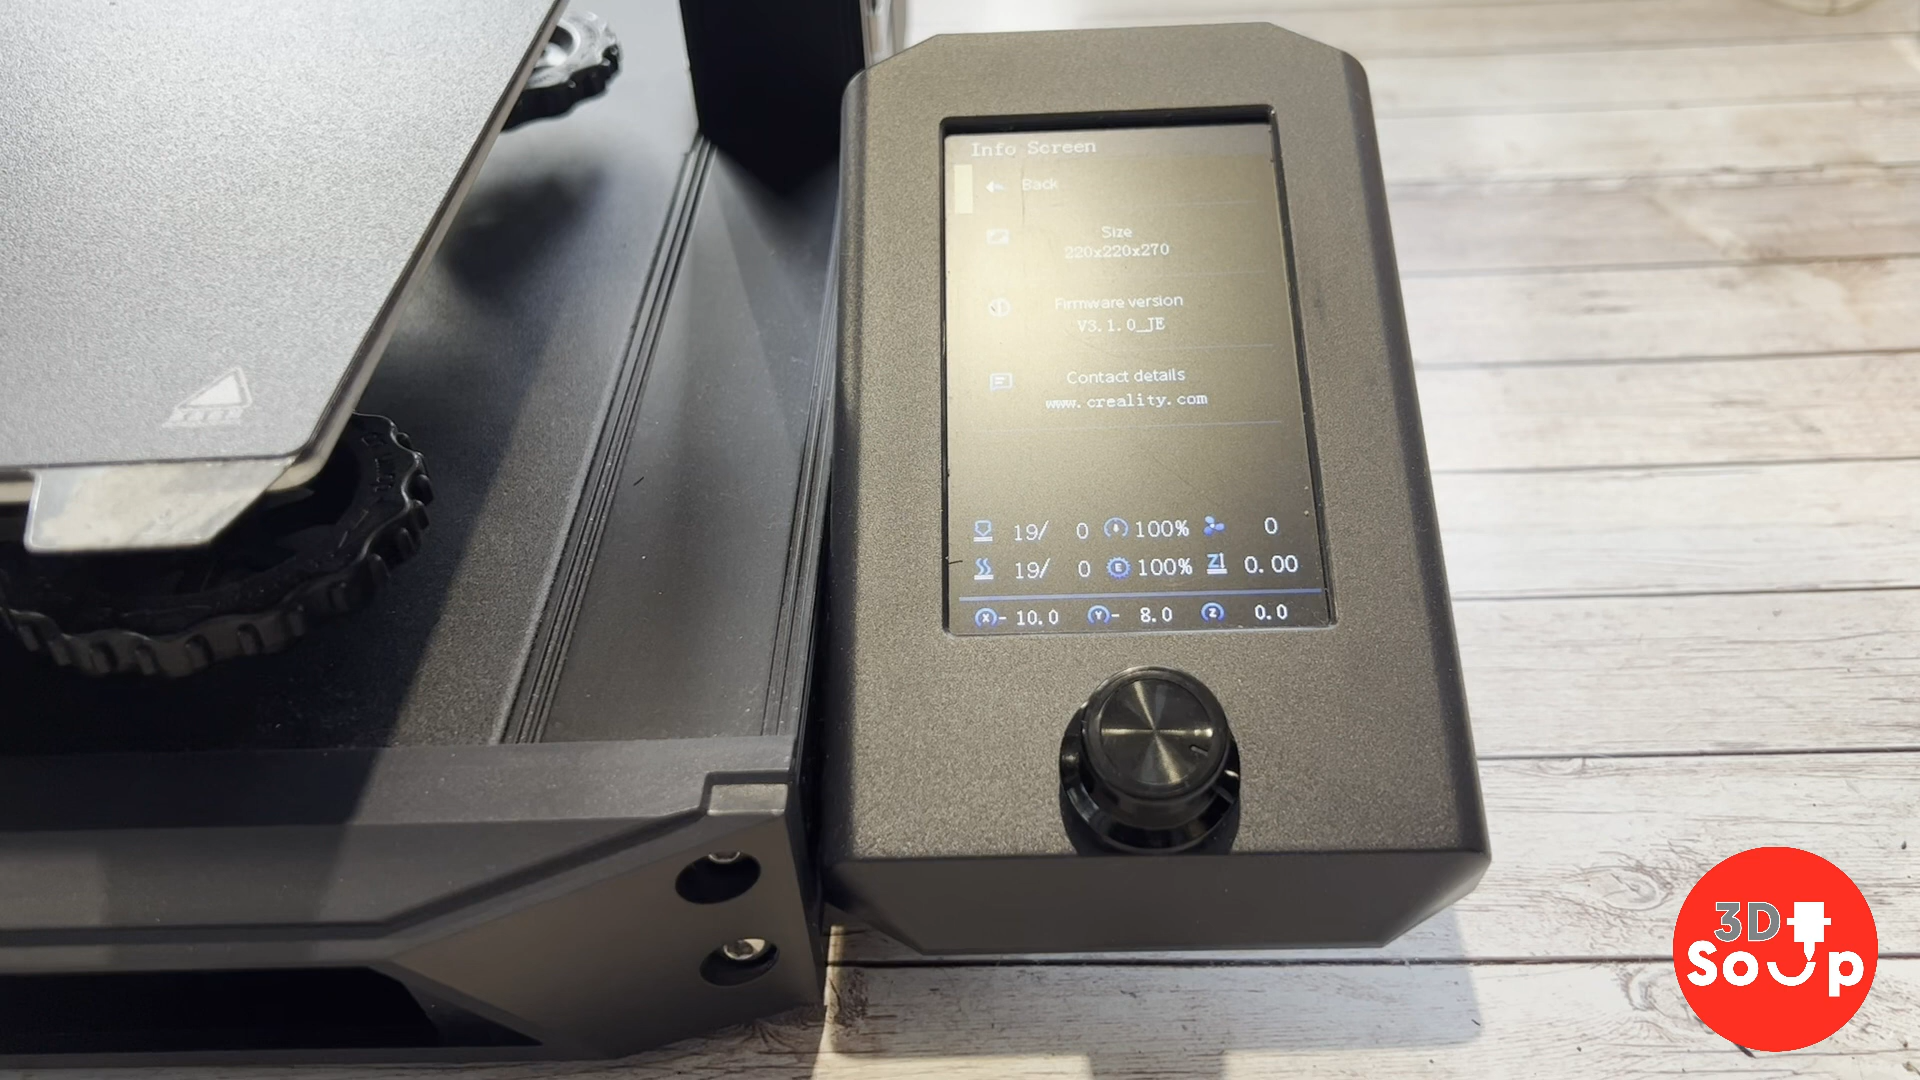 Info Screen
Back
Size
220x220x270
Firmware version
V3.1.0_JE
Contact details
www.creality.com
19/ 0 100% 0
19/ 0 E 100% Z 0.00
X - 10.0 Y - 8.0 Z 0.0
3D
Soup